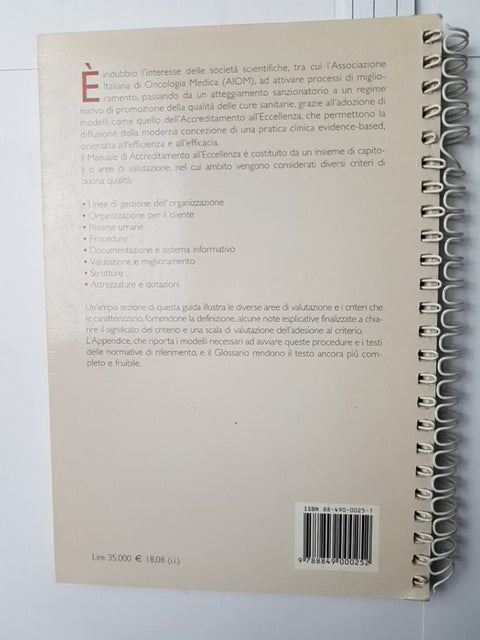 È indubbio l'interesse delle società scientifiche, tra cui l'Associazione
Italiana di Oncologia Medica (AIOM), ad attivare processi di miglio-
ramento, passando da un atteggiamento sanzionatorio a un regime
nuovo di promozione della qualità delle cure sanitarie, grazie all'adozione di
modelli come quello dell'Accreditamento all'Eccellenza, che permettono la
diffusione della moderna concezione di una pratica clinica evidence-based,
orientata all'efficienza e all'efficacia.
Il Manuale di Accreditamento all'Eccellenza è costituito da un insieme di capito-
li o aree di valutazione, nel cui ambito vengono considerati diversi criteri di
buona qualità:
• Linee di gestione dell'organizzazione
• Organizzazione per il cliente
• Risorse umane
• Procedure
• Documentazione e sistema informativo
• Valutazione e miglioramento
• Strutture
• Attrezzature e dotazioni
Un'ampia sezione di questa guida illustra le diverse aree di valutazione e i criteri che
le caratterizzano, fornendone la definizione, alcune note esplicative finalizzate a chia-
rire il significato del criterio e una scala di valutazione dell'adesione al criterio.
L'Appendice, che riporta i modelli necessari ad avviare queste procedure e i testi
delle normative di riferimento, e il Glossario rendono il testo ancora più com-
pleto e fruibile.
ISBN 88-490-0025-1
9 788849 000252
Lire 35.000 € 18.08 (i.i.)